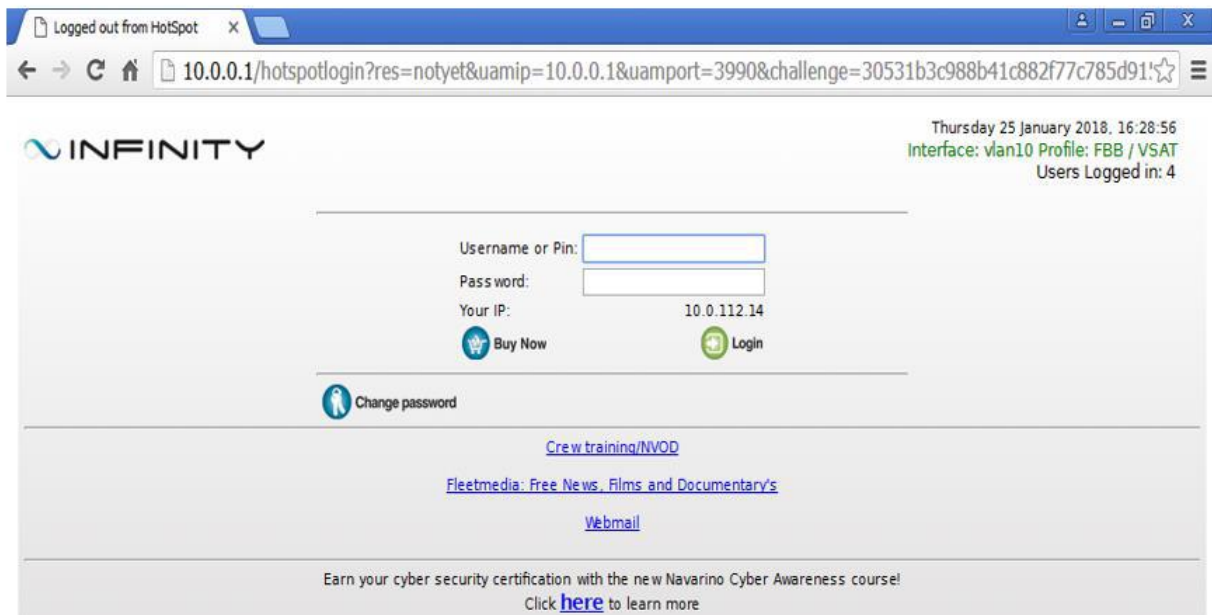 Logged out from HotSpot
10.0.0.1/hotspotlogin?res=notyet&uamip=10.0.0.1&uamport=3990&challenge=30531b3c988b41c882f77c785d91
INFINITY
Thursday 25 January 2018, 16:28:56
Interface: vlan10 Profile: FBB / VSAT
Users Logged in: 4
Username or Pin:
Password:
Your IP: 10.0.112.14
Buy Now Login
Change password
Crew training/NVOD
Fleetmedia: Free News, Films and Documentary's
Webmail
Earn your cyber security certification with the new Navarino Cyber Awareness course!
Click here to learn more